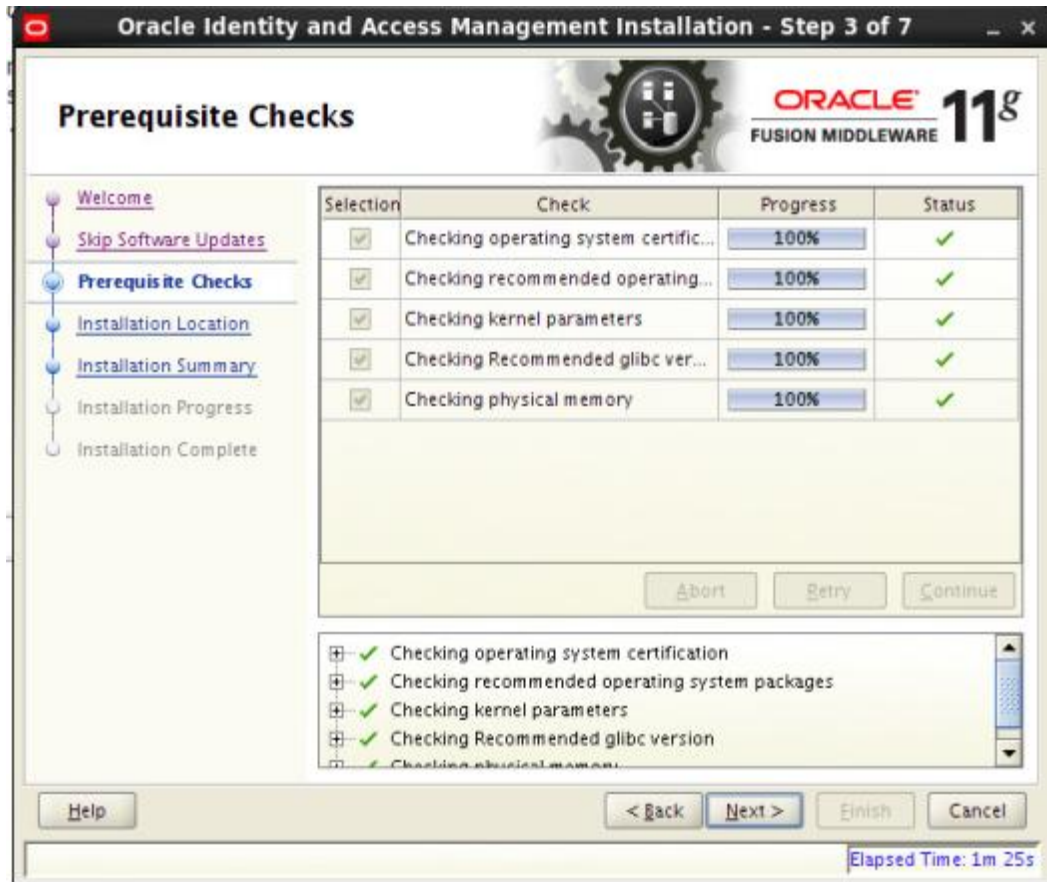 Oracle Identity and Access Management Installation - Step 3 of 7
Prerequisite Checks
ORACLE
FUSION MIDDLEWARE
11g
Welcome
Skip Software Updates
Prerequisite Checks
Installation Location
Installation Summary
Installation Progress
Installation Complete
Selection Check Progress Status
Checking operating system certific... 100%
Checking recommended operating... 100%
Checking kernel parameters 100%
Checking Recommended glibc ver... 100%
Checking physical memory 100%
Abort Retry Continue
Checking operating system certification
Checking recommended operating system packages
Checking kernel parameters
Checking Recommended glibc version
Checking physical memory
Help < Back Next > Finish Cancel
Elapsed Time: 1m 25s